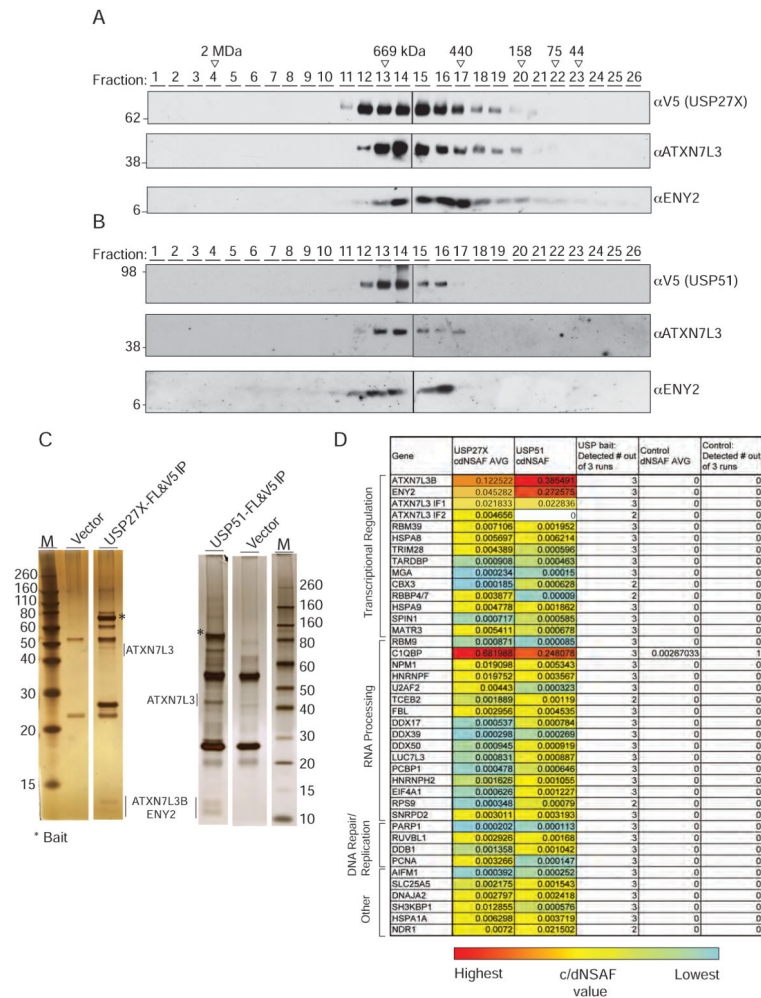 A
2 MDa 669 kDa 440 158 75 44
Fraction: 1 2 3 4 5 6 7 8 9 10 11 12 13 14 15 16 17 18 19 20 21 22 23 24 25 26
62- αV5 (USP27X)
38- αATXN7L3
6- αENY2
B
Fraction: 1 2 3 4 5 6 7 8 9 10 11 12 13 14 15 16 17 18 19 20 21 22 23 24 25 26
98- αV5 (USP51)
38- αATXN7L3
6- αENY2
C
M Vector USP27X-FL&V5 IP
260
160
110
80
60
50
40
30
20
15
*
ATXN7L3
ATXN7L3B
ENY2
USP51-FL&V5 IP Vector M
*
ATXN7L3
260
160
160
80
60
50
40
30
20
15
10
* Bait
D
Gene USP27X cdNSAF AVG USP51 cdNSAF USP bait: Detected # out of 3 runs Control dNSAF AVG Control: Detected # out of 3 runs
Transcriptional Regulation
ATXN7L3B 0.122522 0.385491 3 0 0
ENY2 0.045282 0.272575 3 0 0
ATXN7L3 IF1 0.021833 0.022836 3 0 0
ATXN7L3 IF2 0.004656 0 2 0 0
RBM39 0.007106 0.001952 3 0 0
HSPA8 0.005697 0.006214 3 0 0
TRIM28 0.004389 0.000596 3 0 0
TARDBP 0.000908 0.000463 3 0 0
MGA 0.000234 0.00015 3 0 0
CBX3 0.000185 0.000628 2 0 0
RBBP4/7 0.003877 0.00009 2 0 0
HSPA9 0.004778 0.001862 3 0 0
SPIN1 0.000717 0.000585 3 0 0
MATR3 0.005411 0.000678 3 0 0
RNA Processing
RBM9 0.000871 0.000085 3 0 0
C1QBP 0.681988 0.248078 3 0.00267033 1
NPM1 0.019098 0.005343 3 0 0
HNRNPF 0.019752 0.003567 3 0 0
U2AF2 0.00443 0.000323 3 0 0
TCEB2 0.001889 0.00119 2 0 0
FBL 0.002956 0.004535 3 0 0
DDX17 0.000537 0.000784 3 0 0
DDX39 0.000298 0.000269 3 0 0
DDX50 0.000945 0.000919 3 0 0
LUC7L3 0.000831 0.000887 3 0 0
PCBP1 0.000478 0.000646 3 0 0
HNRNPH2 0.001626 0.001055 3 0 0
EIF4A1 0.000626 0.001227 3 0 0
RPS9 0.000348 0.00079 2 0 0
SNRPD2 0.003011 0.003193 3 0 0
DNA Repair/ Replication
PARP1 0.000202 0.000113 3 0 0
RUVBL1 0.002926 0.00168 3 0 0
DDB1 0.001358 0.001042 3 0 0
PCNA 0.003266 0.000147 3 0 0
Other
AIFM1 0.000392 0.000252 3 0 0
SLC25A5 0.002175 0.001543 3 0 0
DNAJA2 0.002797 0.002418 3 0 0
SH3KBP1 0.012855 0.000576 3 0 0
HSPA1A 0.006298 0.003719 3 0 0
NDR1 0.0072 0.021502 2 0 0
Highest c/dNSAF value Lowest